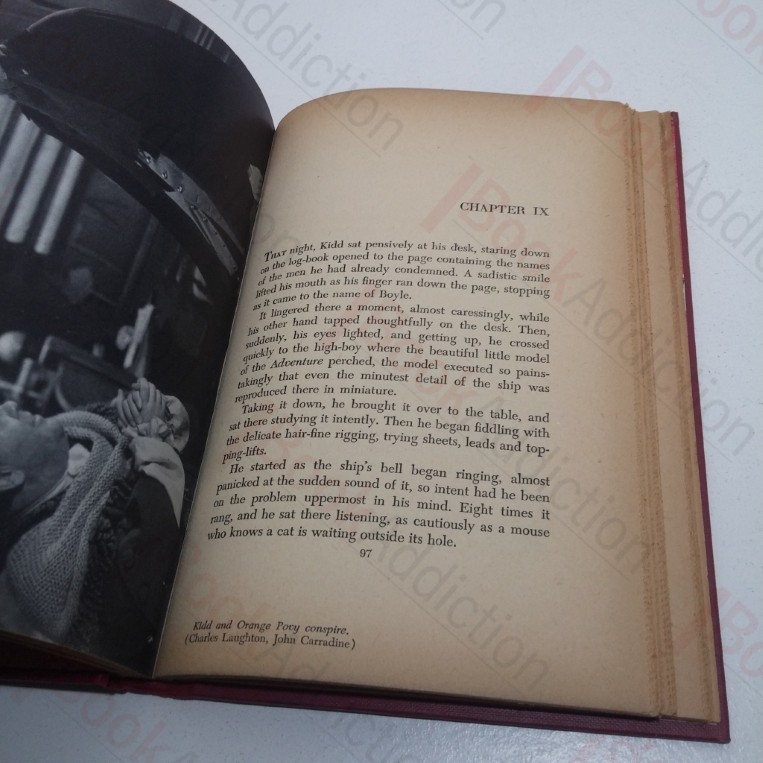 CHAPTER IX
THAT night, Kidd sat pensively at his desk, staring down
on the log-book opened to the page containing the names
of the men he had already condemned. A sadistic smile
lifted his mouth as his finger ran down the page, stopping
as it came to the name of Boyle.
It lingered there a moment, almost caressingly, while
his other hand tapped thoughtfully on the desk. Then,
suddenly, his eyes lighted, and getting up, he crossed
quickly to the high-boy where the beautiful little model
of the Adventure perched, the model executed so pains-
takingly that even the minutest detail of the ship was
reproduced there in miniature.
Taking it down, he brought it over to the table, and
sat there studying it intently. Then he began fiddling with
the delicate hair-fine rigging, trying sheets, leads and top-
ping-lifts.
He started as the ship's bell began ringing, almost
panicked at the sudden sound of it, so intent had he been
on the problem uppermost in his mind. Eight times it
rang, and he sat there listening, as cautiously as a mouse
who knows a cat is waiting outside its hole.
97
Kidd and Orange Povy conspire.
(Charles Laughton, John Carradine)
BookAddiction